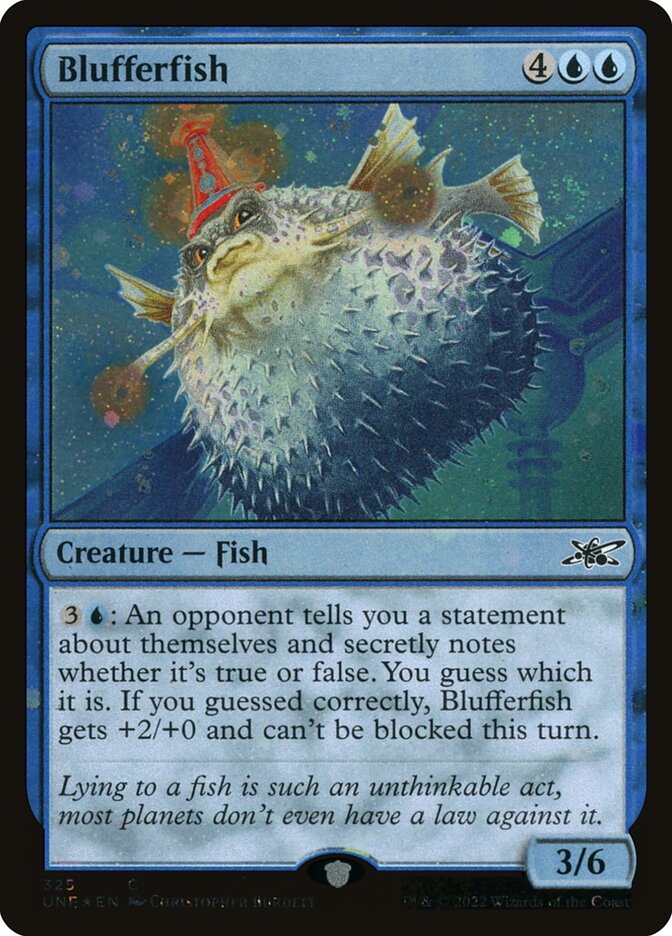 Blufferfish 4
Creature — Fish
3 : An opponent tells you a statement
about themselves and secretly notes
whether it's true or false. You guess which
it is. If you guessed correctly, Blufferfish
gets +2/+0 and can't be blocked this turn.
Lying to a fish is such an unthinkable act,
most planets don't even have a law against it.
3/6
325 C
UNF★EN Christopher Burdett ™ & © 2022 Wizards of the Coast